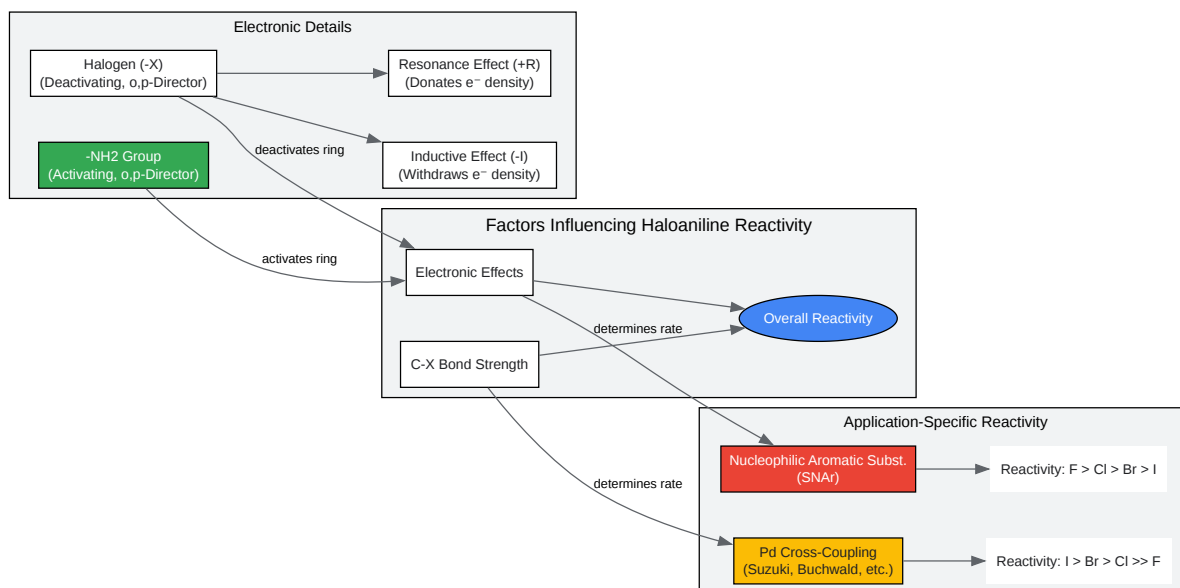 Electronic Details
Halogen (-X)
(Deactivating, o,p-Director)
Resonance Effect (+R)
(Donates e⁻ density)
-NH2 Group
(Activating, o,p-Director)
Inductive Effect (-I)
(Withdraws e⁻ density)
deactivates ring
activates ring
Factors Influencing Haloaniline Reactivity
Electronic Effects
Overall Reactivity
C-X Bond Strength
determines rate
determines rate
Application-Specific Reactivity
Nucleophilic Aromatic Subst.
(SNAr)
Reactivity: F > Cl > Br > I
Pd Cross-Coupling
(Suzuki, Buchwald, etc.)
Reactivity: I > Br > Cl >> F